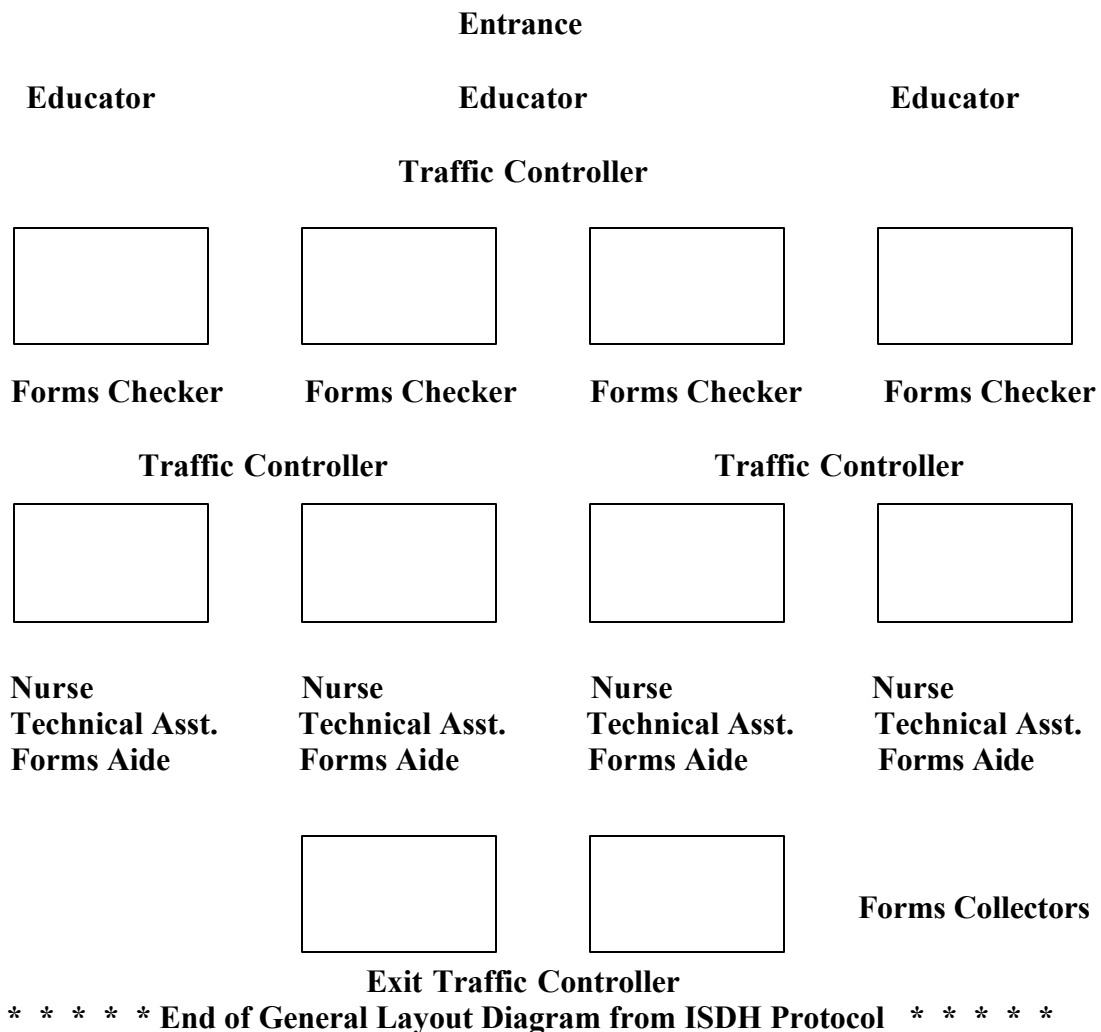 Entrance
Educator Educator Educator
Traffic Controller
Forms Checker Forms Checker Forms Checker Forms Checker
Traffic Controller Traffic Controller
Nurse Nurse Nurse Nurse
Technical Asst. Technical Asst. Technical Asst. Technical Asst.
Forms Aide Forms Aide Forms Aide Forms Aide
Forms Collectors
Exit Traffic Controller
* * * * * End of General Layout Diagram from ISDH Protocol * * * * *